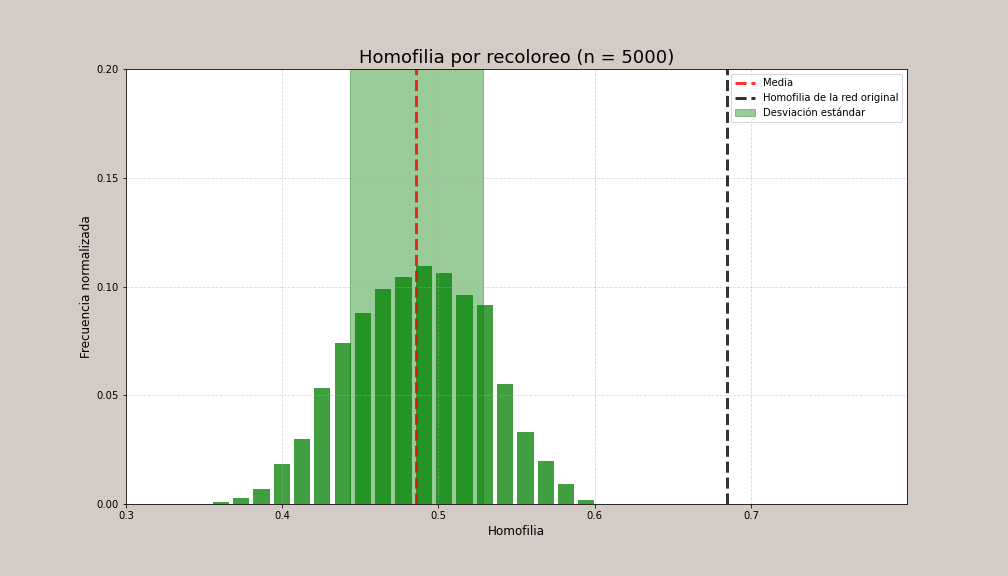 Homofilia por recoloreo (n = 5000)
0.20
0.15
0.10
0.05
0.00
Frecuencia normalizada
Media
Homofilia de la red original
Desviación estándar
0.3 0.4 0.5 0.6 0.7
Homofilia